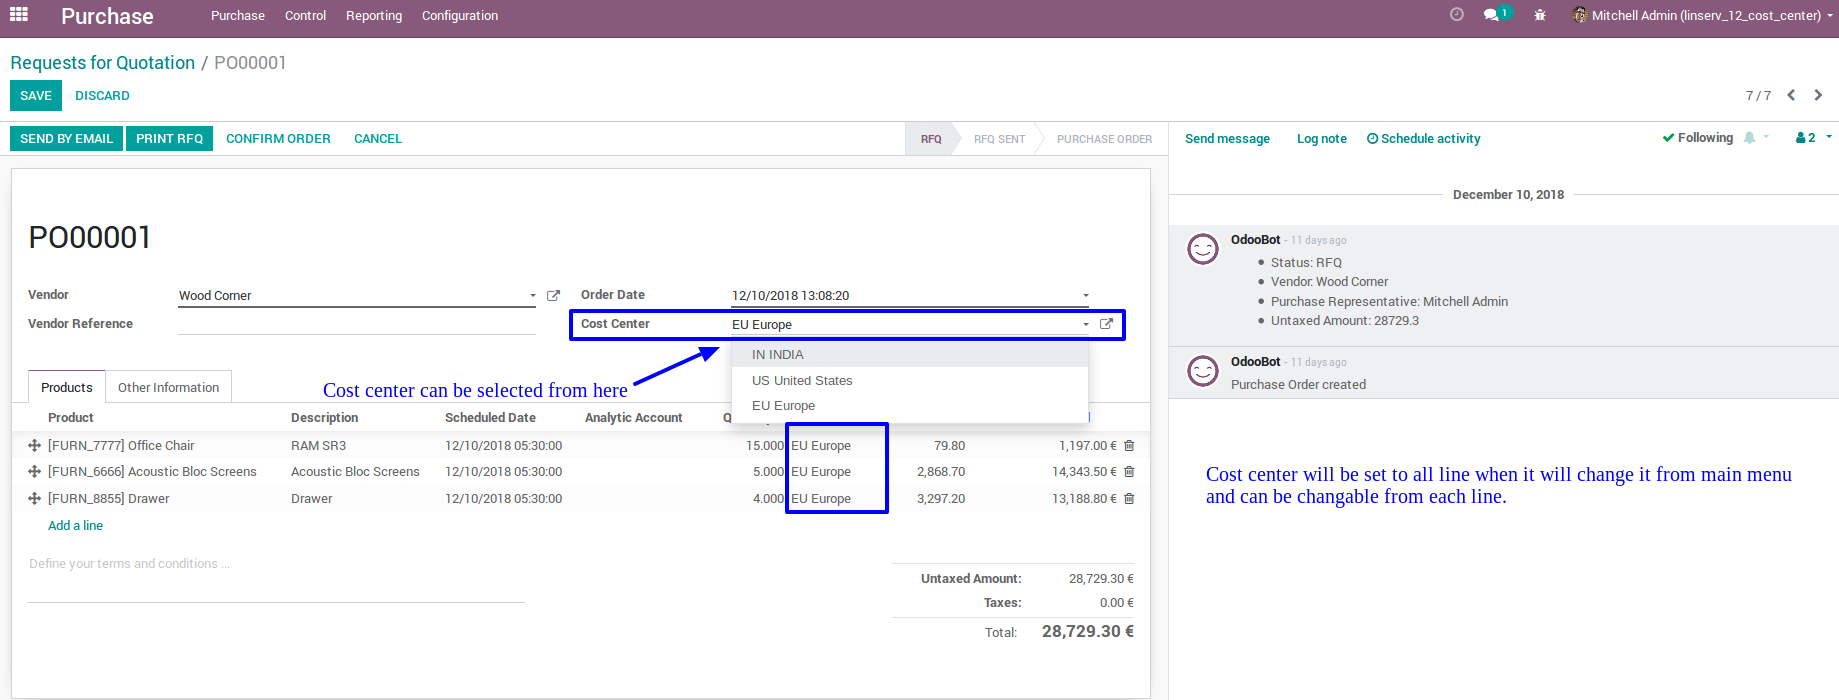 Purchase Purchase Control Reporting Configuration 1 Mitchell Admin (linserv_12_cost_center)
Requests for Quotation / PO00001
SAVE DISCARD 7 / 7
SEND BY EMAIL PRINT RFQ CONFIRM ORDER CANCEL RFQ RFQ SENT PURCHASE ORDER
Send message Log note Schedule activity Following 2
PO00001
Vendor Wood Corner Order Date 12/10/2018 13:08:20
Vendor Reference Cost Center EU Europe
IN INDIA
US United States
EU Europe
Cost center can be selected from here
Products Other Information
Product Description Scheduled Date Analytic Account
[FURN_7777] Office Chair RAM SR3 12/10/2018 05:30:00 15.000 EU Europe 79.80 1,197.00 €
[FURN_6666] Acoustic Bloc Screens Acoustic Bloc Screens 12/10/2018 05:30:00 5.000 EU Europe 2,868.70 14,343.50 €
[FURN_8855] Drawer Drawer 12/10/2018 05:30:00 4.000 EU Europe 3,297.20 13,188.80 €
Add a line
Define your terms and conditions ...
Untaxed Amount: 28,729.30 €
Taxes: 0.00 €
Total: 28,729.30 €
December 10, 2018
OdooBot - 11 days ago
Status: RFQ
Vendor: Wood Corner
Purchase Representative: Mitchell Admin
Untaxed Amount: 28729.3
OdooBot - 11 days ago
Purchase Order created
Cost center will be set to all line when it will change it from main menu
and can be changable from each line.